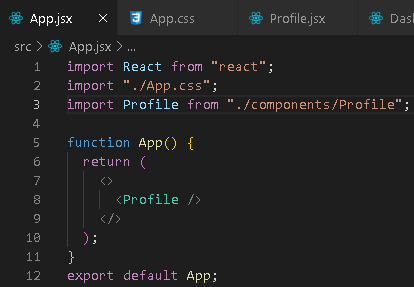 App.jsx App.css Profile.jsx Das
src > App.jsx > ...
1 import React from "react";
2 import "./App.css";
3 import Profile from "./components/Profile";
4
5 function App() {
6 return (
7 <>
8 <Profile />
9 </>
10 );
11 }
12 export default App;